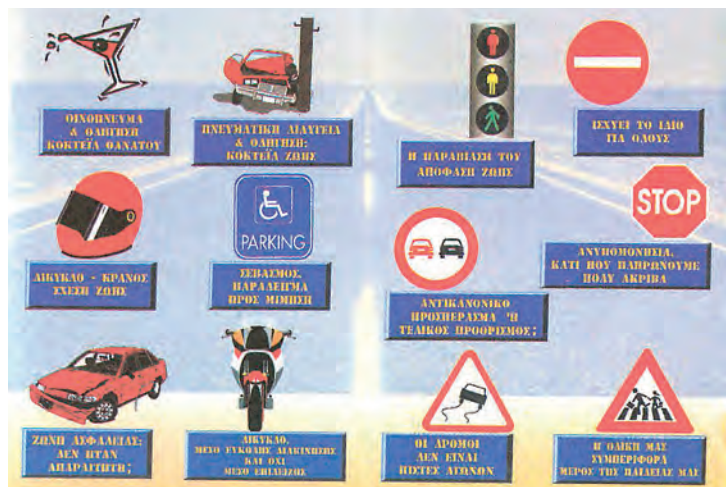 ΟΙΝΟΠΝΕΥΜΑ
& ΟΔΗΓΗΣΗ
ΚΟΚΤΕΪΛ ΘΑΝΑΤΟΥ
ΠΝΕΥΜΑΤΙΚΗ ΔΙΑΥΓΕΙΑ
& ΟΔΗΓΗΣΗ:
ΚΟΚΤΕΪΛ ΖΩΗΣ
Η ΠΑΡΑΒΙΑΣΗ ΤΟΥ
ΑΠΟΦΑΣΗ ΖΩΗΣ
ΙΣΧΥΕΙ ΤΟ ΙΔΙΟ
ΓΙΑ ΟΛΟΥΣ
ΔΙΚΥΚΛΟ - ΚΡΑΝΟΣ
ΣΧΕΣΗ ΖΩΗΣ
PARKING
ΣΕΒΑΣΜΟΣ,
ΠΑΡΑΔΕΙΓΜΑ
ΠΡΟΣ ΜΙΜΗΣΗ
ΑΝΤΙΚΑΝΟΝΙΚΟ
ΠΡΟΣΠΕΡΑΣΜΑ Ή
ΤΕΛΙΚΟΣ ΠΡΟΟΡΙΣΜΟΣ;
STOP
ΑΝΥΠΟΜΟΝΗΣΙΑ,
ΚΑΤΙ ΠΟΥ ΠΛΗΡΩΝΟΥΜΕ
ΠΟΛΥ ΑΚΡΙΒΑ
ΖΩΝΗ ΑΣΦΑΛΕΙΑΣ:
ΔΕΝ ΗΤΑΝ
ΑΠΑΡΑΙΤΗΤΗ;
ΔΙΚΥΚΛΟ,
ΜΕΣΟ ΕΥΚΟΛΗΣ ΔΙΑΚΙΝΗΣΗΣ
ΚΑΙ ΟΧΙ
ΜΕΣΟ ΕΠΙΔΕΙΞΗΣ
ΟΙ ΔΡΟΜΟΙ
ΔΕΝ ΕΙΝΑΙ
ΠΙΣΤΕΣ ΑΓΩΝΩΝ
Η ΟΔΙΚΗ ΜΑΣ
ΣΥΜΠΕΡΙΦΟΡΑ
ΜΕΡΟΣ ΤΗΣ ΠΑΙΔΕΙΑΣ ΜΑΣ